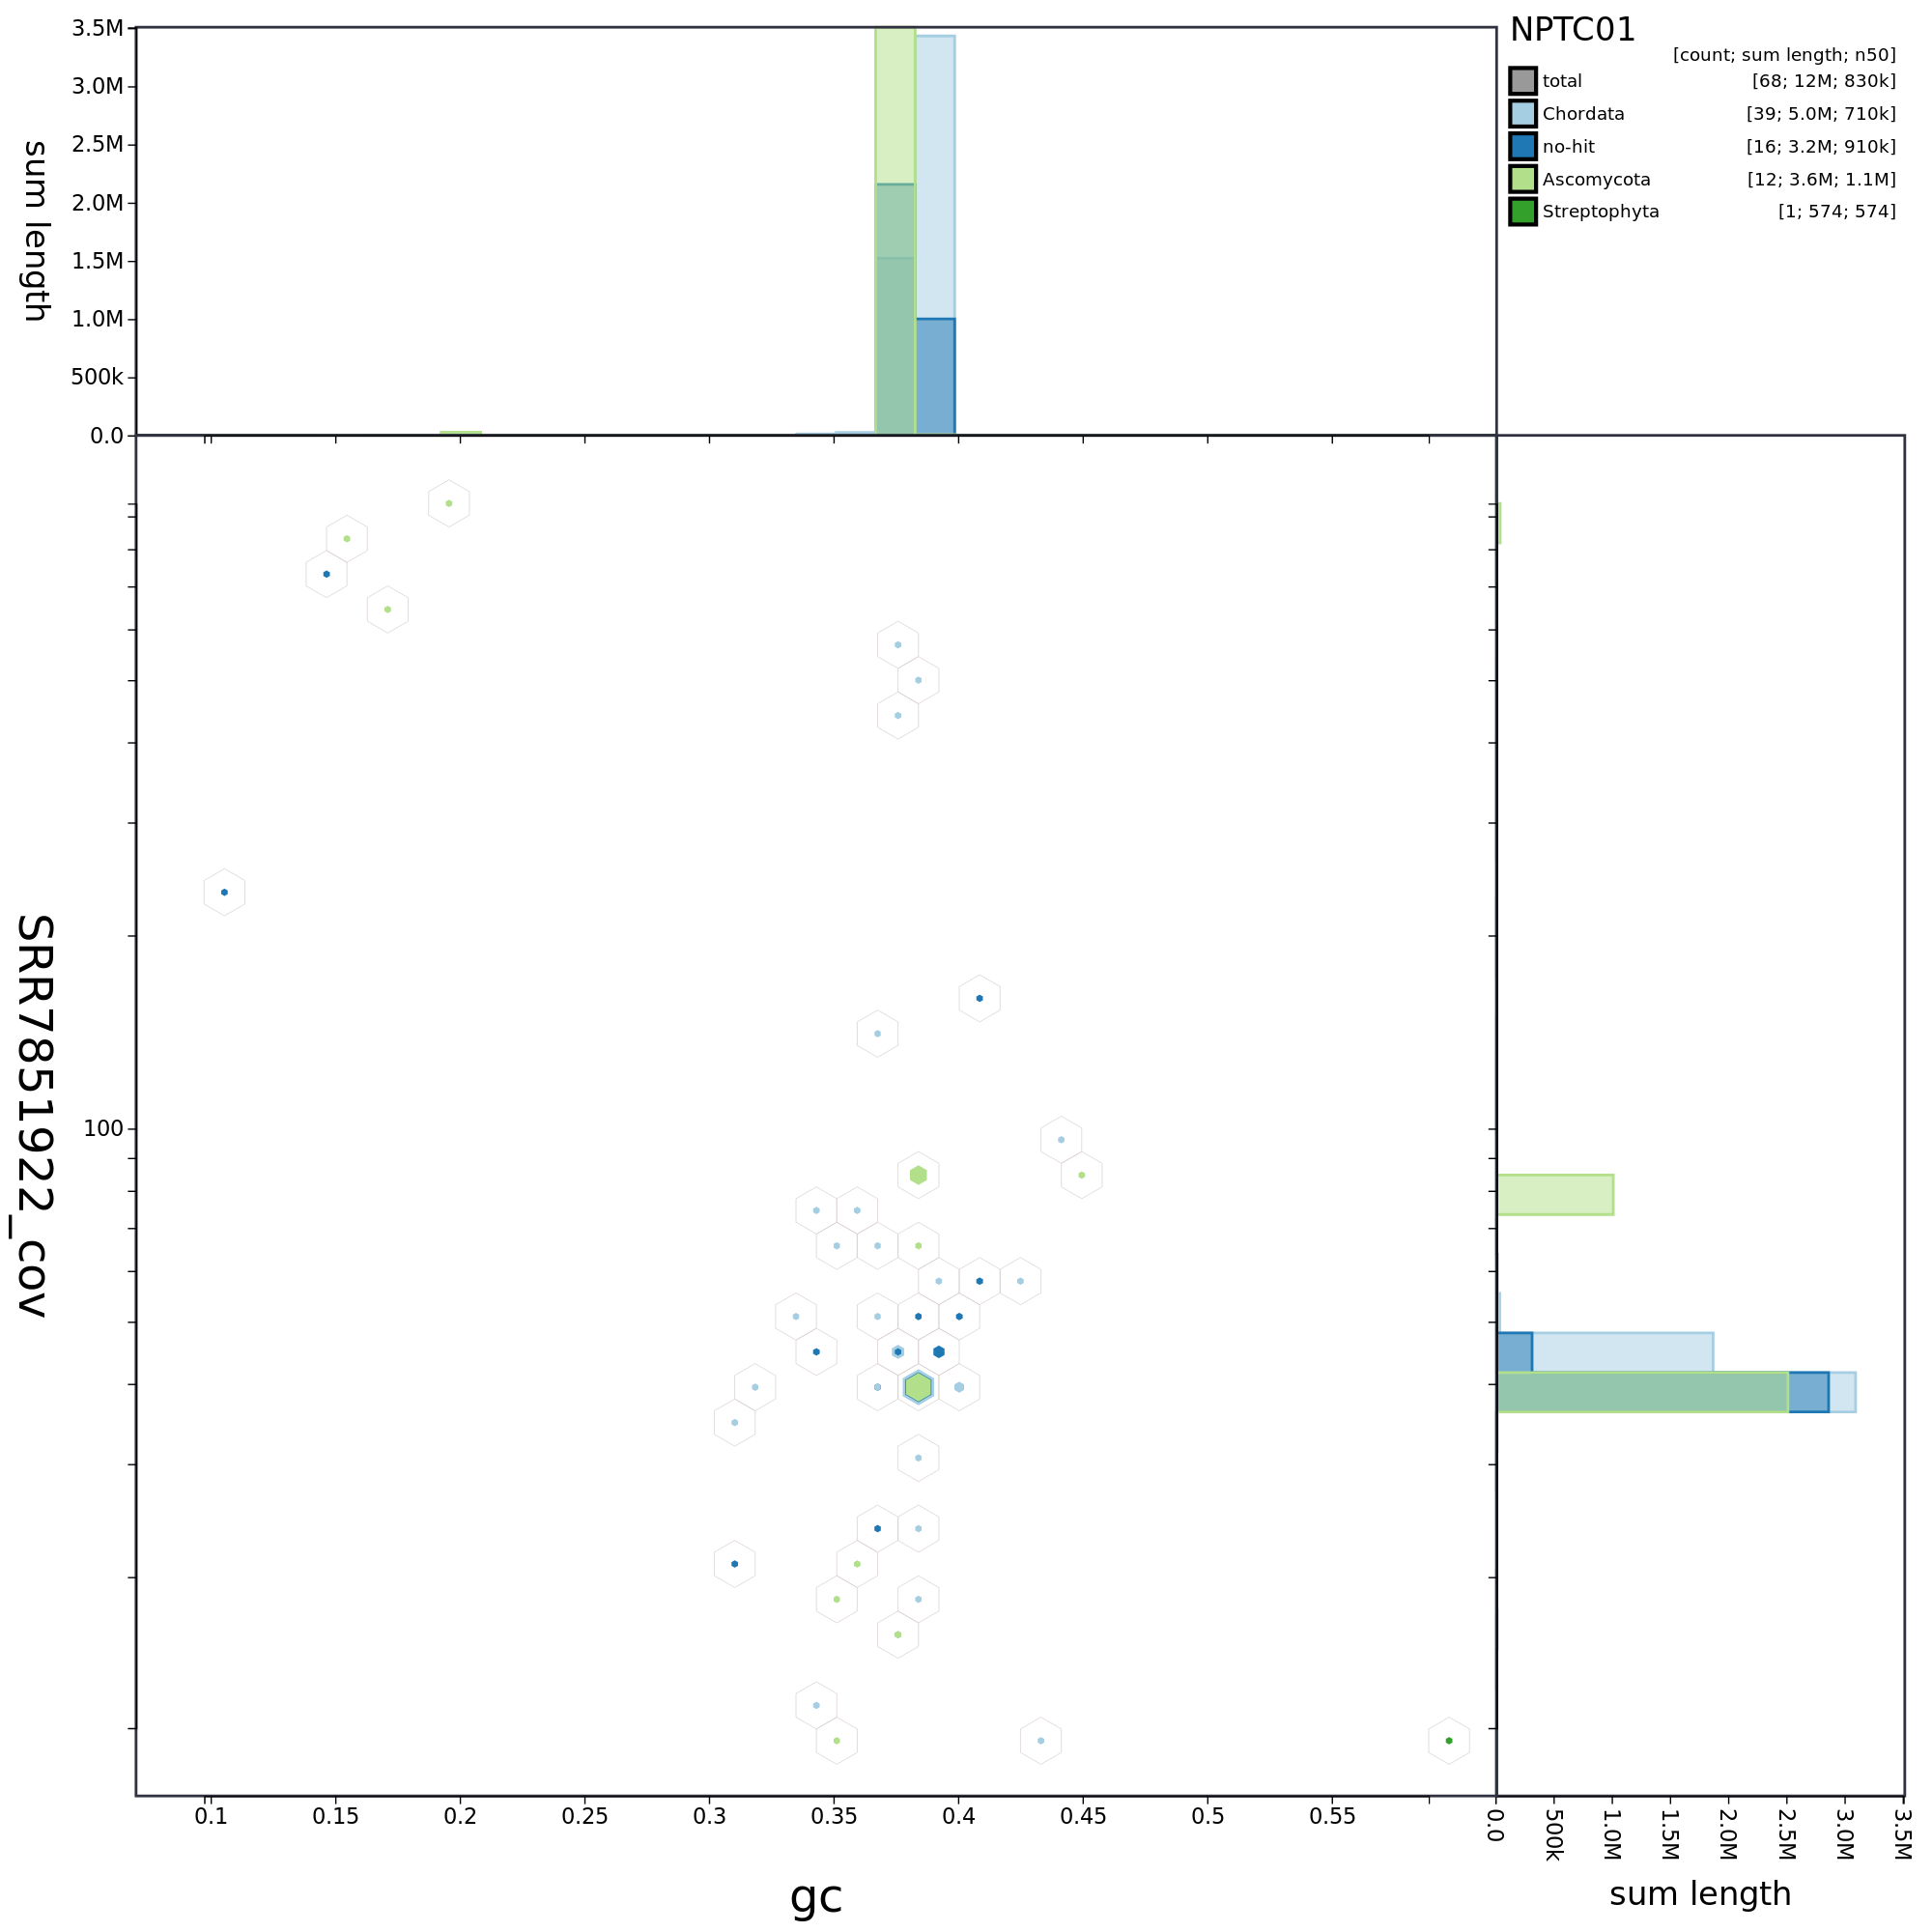 NPTC01
[count; sum length; n50]
total [68; 12M; 830k]
Chordata [39; 5.0M; 710k]
no-hit [16; 3.2M; 910k]
Ascomycota [12; 3.6M; 1.1M]
Streptophyta [1; 574; 574]
sum length
3.5M
3.0M
2.5M
2.0M
1.5M
1.0M
500k
0.0
SRR7851922_cov
100
0.1 0.15 0.2 0.25 0.3 0.35 0.4 0.45 0.5 0.55
gc
0.0 500k 1.0M 1.5M 2.0M 2.5M 3.0M 3.5M
sum length